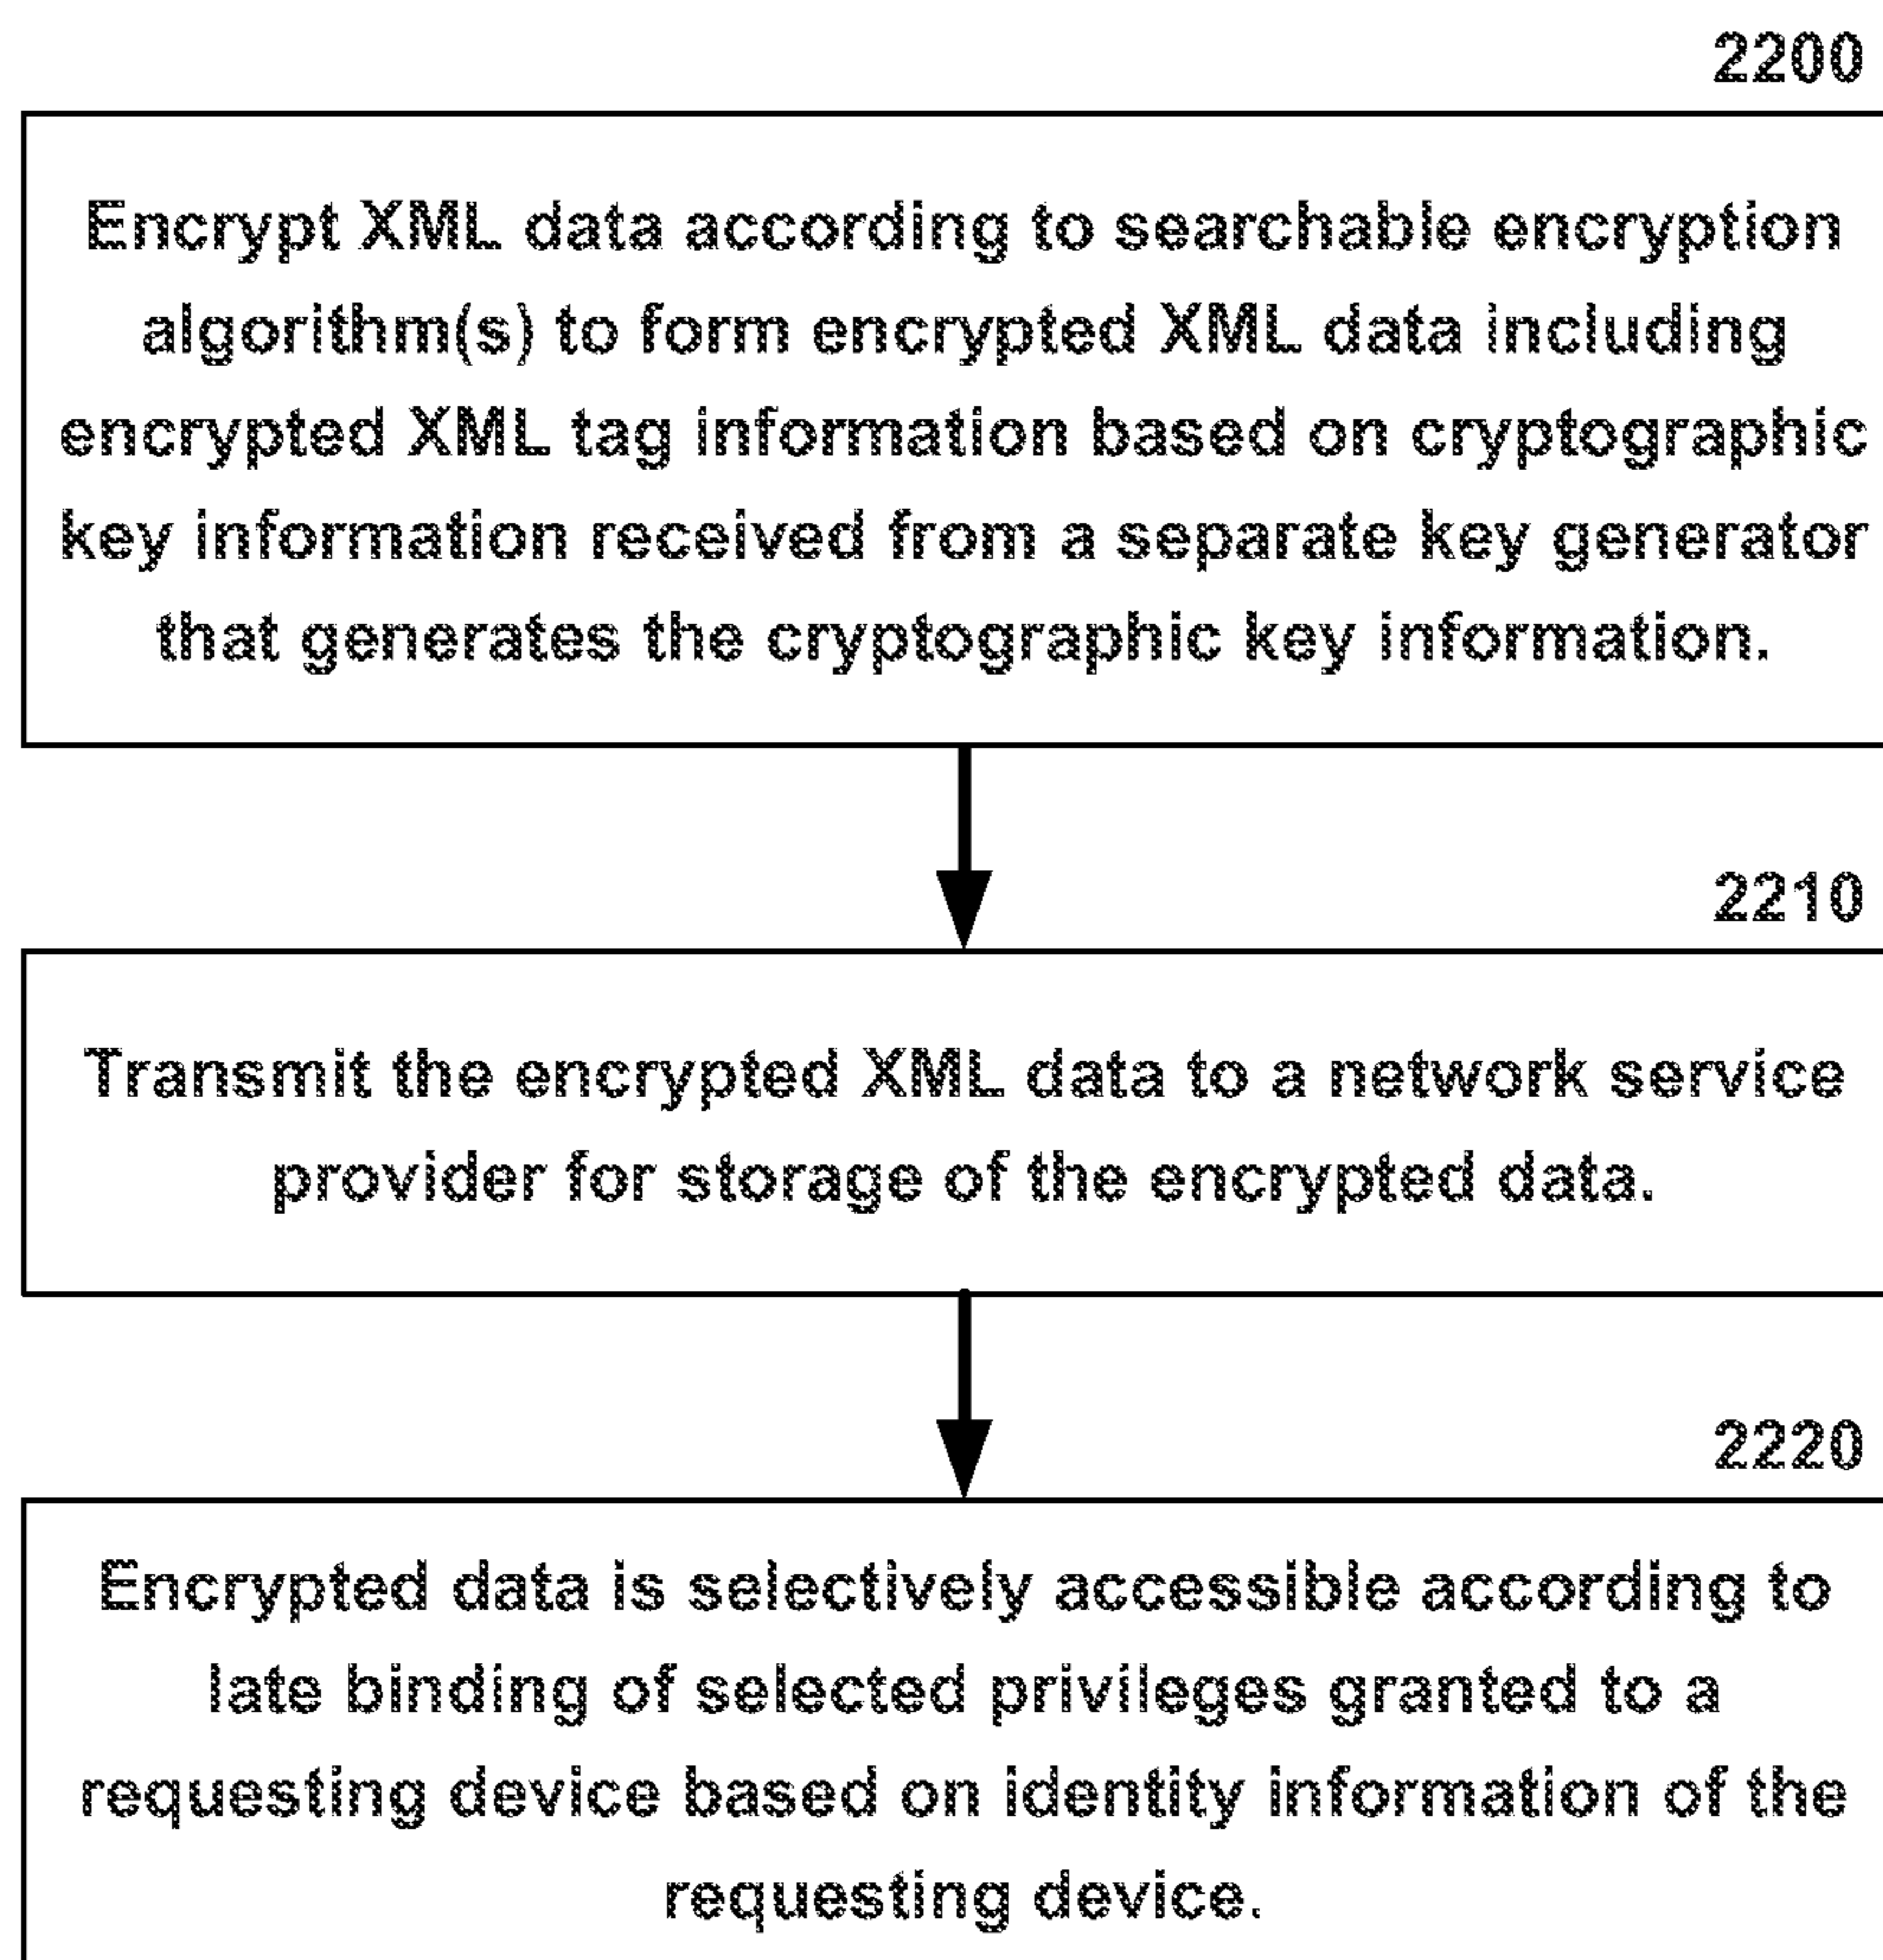 2200
Encrypt XML data according to searchable encryption
algorithm(s) to form encrypted XML data including
encrypted XML tag information based on cryptographic
key information received from a separate key generator
that generates the cryptographic key information.
2210
Transmit the encrypted XML data to a network service
provider for storage of the encrypted data.
2220
Encrypted data is selectively accessible according to
late binding of selected privileges granted to a
requesting device based on identity information of the
requesting device.